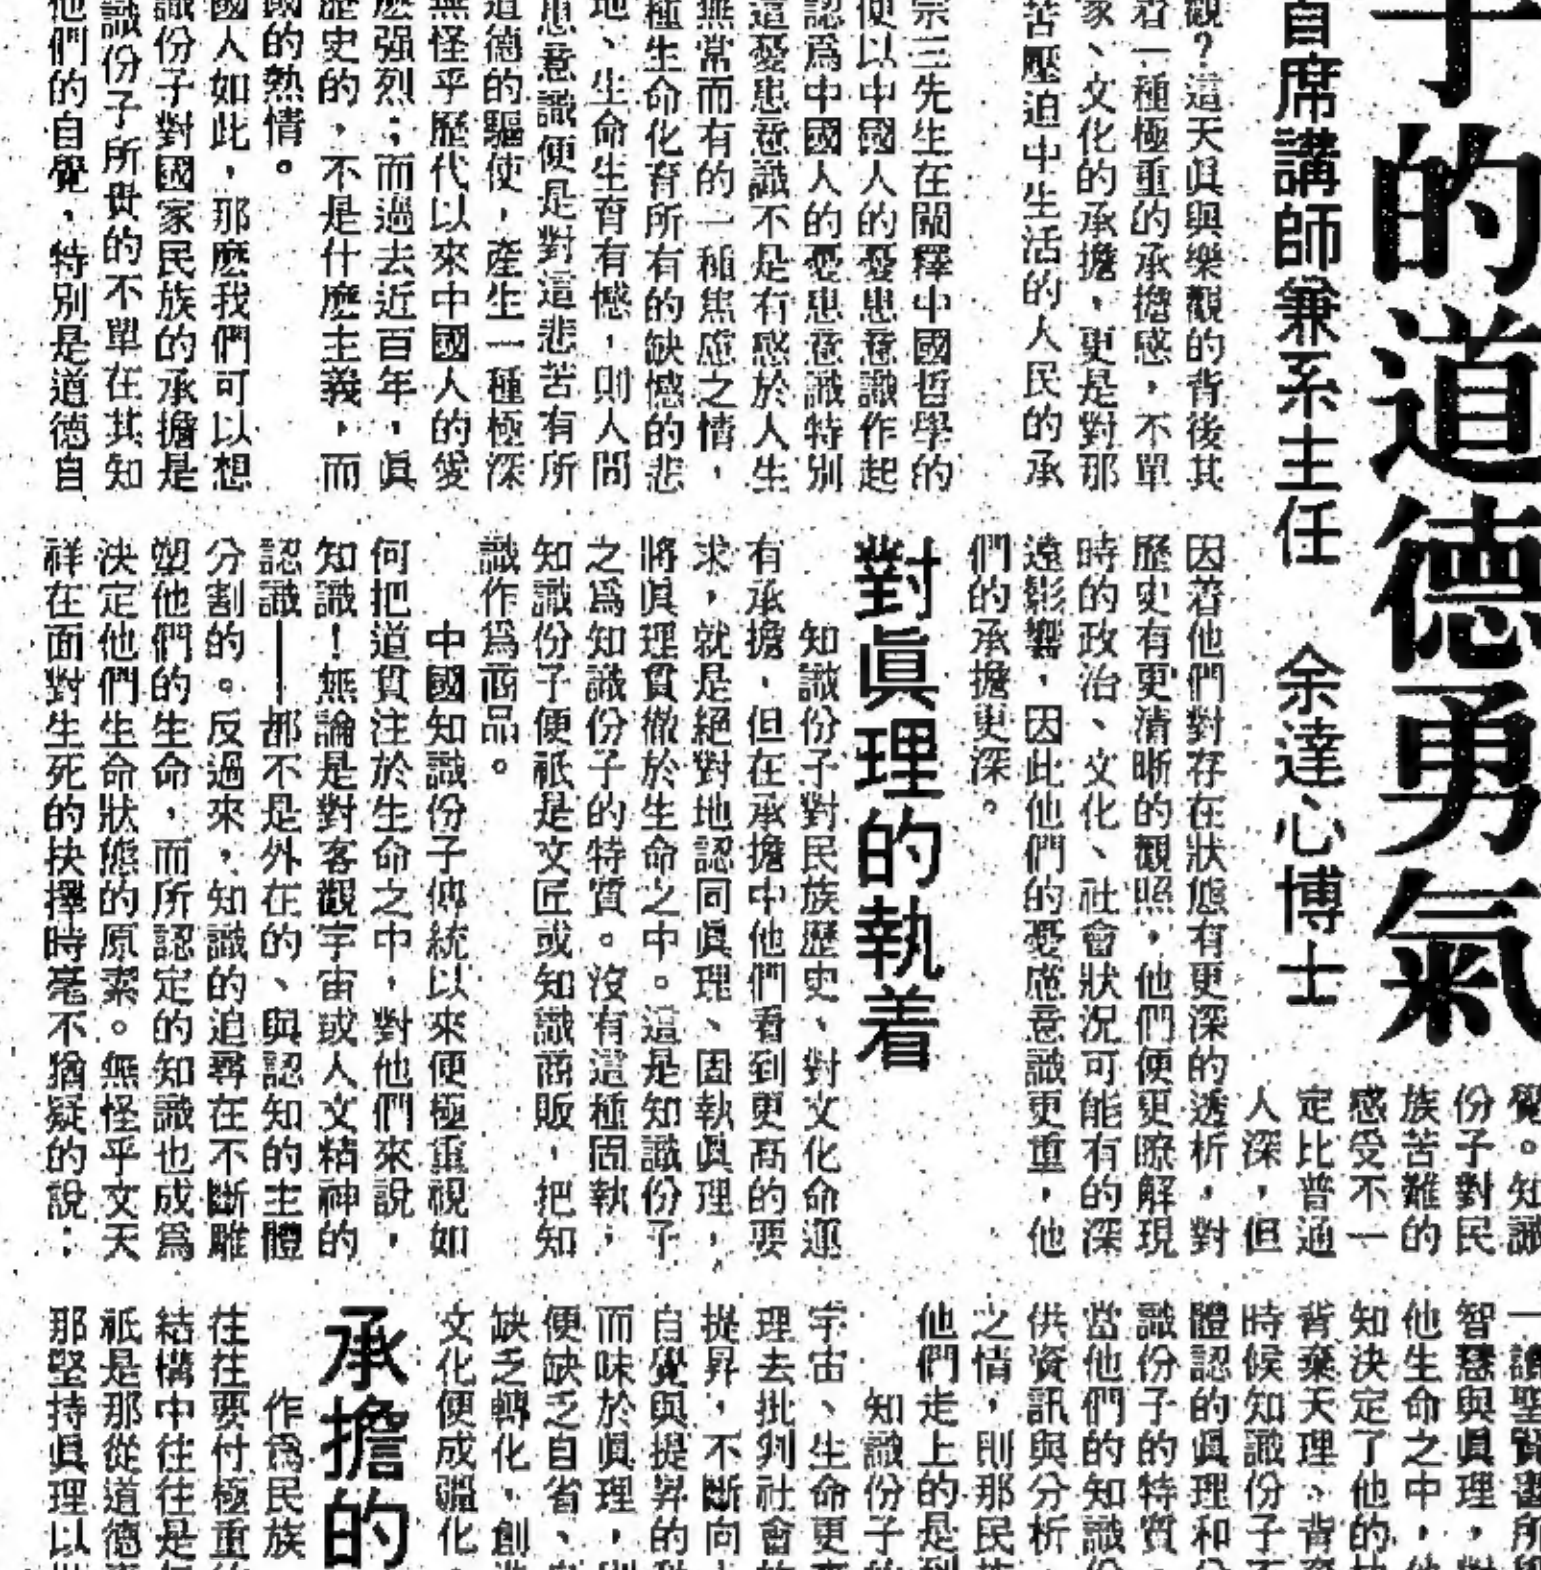 子的道德勇氣
自席講師兼系主任　余達心博士
觀？這天眞與樂觀的背後其
着一種極重的承擔感，不單
家、文化的承擔，更是對那
苦壓迫中生活的人民的承
宗三先生在闡釋中國哲學的
便以中國人的憂患意識作起
認爲中國人的憂患意識特別
這憂患意識不是有感於人生
無常而有的一種焦慮之情，
種生命化育所有的缺憾的悲
地、生命生育有憾，則人間
患意識便是對這悲苦有所
道德的驅使，產生一種極深
無怪乎歷代以來中國人的愛
麽强烈；而過去近百年，眞
歷史的，不是什麽主義，而
國的熱情。
國人如此，那麽我們可以想
識份子對國家民族的承擔是
識份子所貴的不單在其知
他們的自覺，特別是道德自
覺。知識
份子對民
族苦難的
感受不一
定比普通
人深，但
因着他們對存在狀態有更深的透析，對
歷史有更清晰的觀照，他們便更瞭解現
時的政治、文化、社會狀況可能有的深
遠影響，因此他們的憂慮意識更重，他
們的承擔更深。
對眞理的執着
知識份子對民族歷史、對文化命運
有承擔，但在承擔中他們看到更高的要
求，就是絕對地認同眞理、固執眞理，
將眞理貫徹於生命之中。這是知識份子
之爲知識份子的特質。沒有這種固執，
知識份子便祇是文匠或知識商販，把知
識作爲商品。
中國知識份子傳統以來便極重視如
何把道貫注於生命之中，對他們來說，
知識！無論是對客觀宇宙或人文精神的
認識——都不是外在的、與認知的主體
分割的。反過來，知識的追尋在不斷雕
塑他們的生命，而所認定的知識也成爲
決定他們生命狀態的原素。無怪乎文天
祥在面對生死的抉擇時毫不猶疑的說：
一讀聖賢書所
智慧與眞理，對
他生命之中，
知決定了他的
背棄天理、背
時候知識份子不
體認的眞理和
識份子的特質
當他們的知識份
供資訊與分析，
之情，則那民族
他們走上的是
知識份子的
宇宙、生命更
理去批判社會的
提昇，不斷向
自覺與提昇的
而昧於眞理，則
便缺乏自省、
缺乏轉化，創
文化便成殭化，
承擔的
作爲民族
往往要付極重
結構中往往是
祇是那從道德
那堅持眞理以